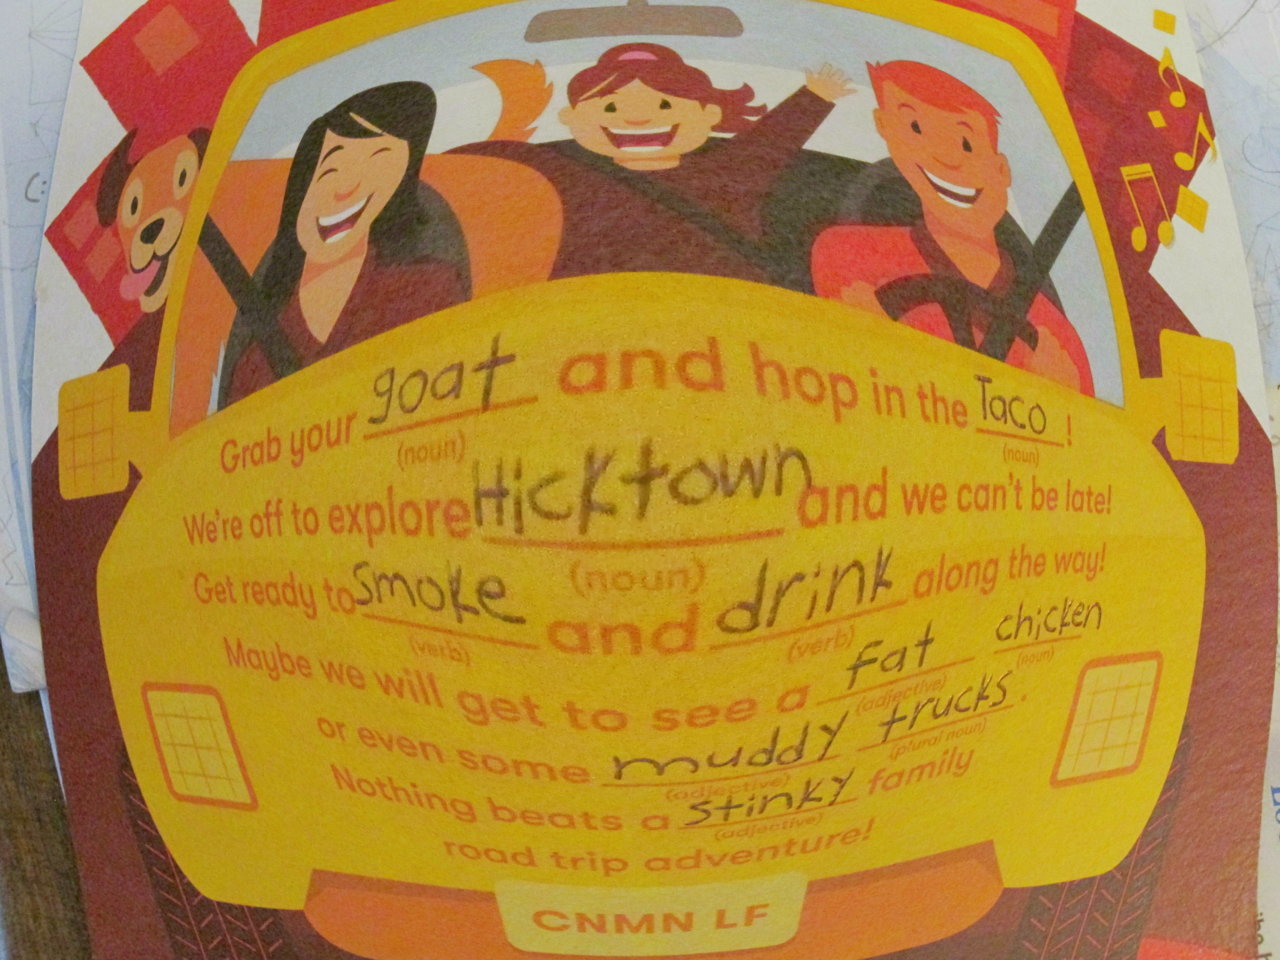 Grab your goat and hop in the Taco!
(noun) (noun)
We're off to explore Hicktown and we can't be late!
(noun)
Get ready to smoke and drink along the way!
(verb) (verb)
Maybe we will get to see a fat chicken
(adjective) (noun)
or even some muddy trucks.
(adjective) (plural noun)
Nothing beats a stinky family
(adjective)
road trip adventure!
CNMN LF